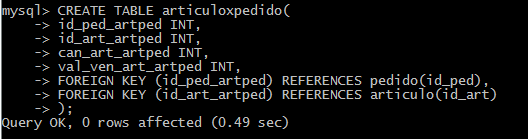 mysql> CREATE TABLE articuloxpedido(
-> id_ped_artped INT,
-> id_art_artped INT,
-> can_art_artped INT,
-> val_ven_art_artped INT,
-> FOREIGN KEY (id_ped_artped) REFERENCES pedido(id_ped),
-> FOREIGN KEY (id_art_artped) REFERENCES articulo(id_art)
-> );
Query OK, 0 rows affected (0.49 sec)